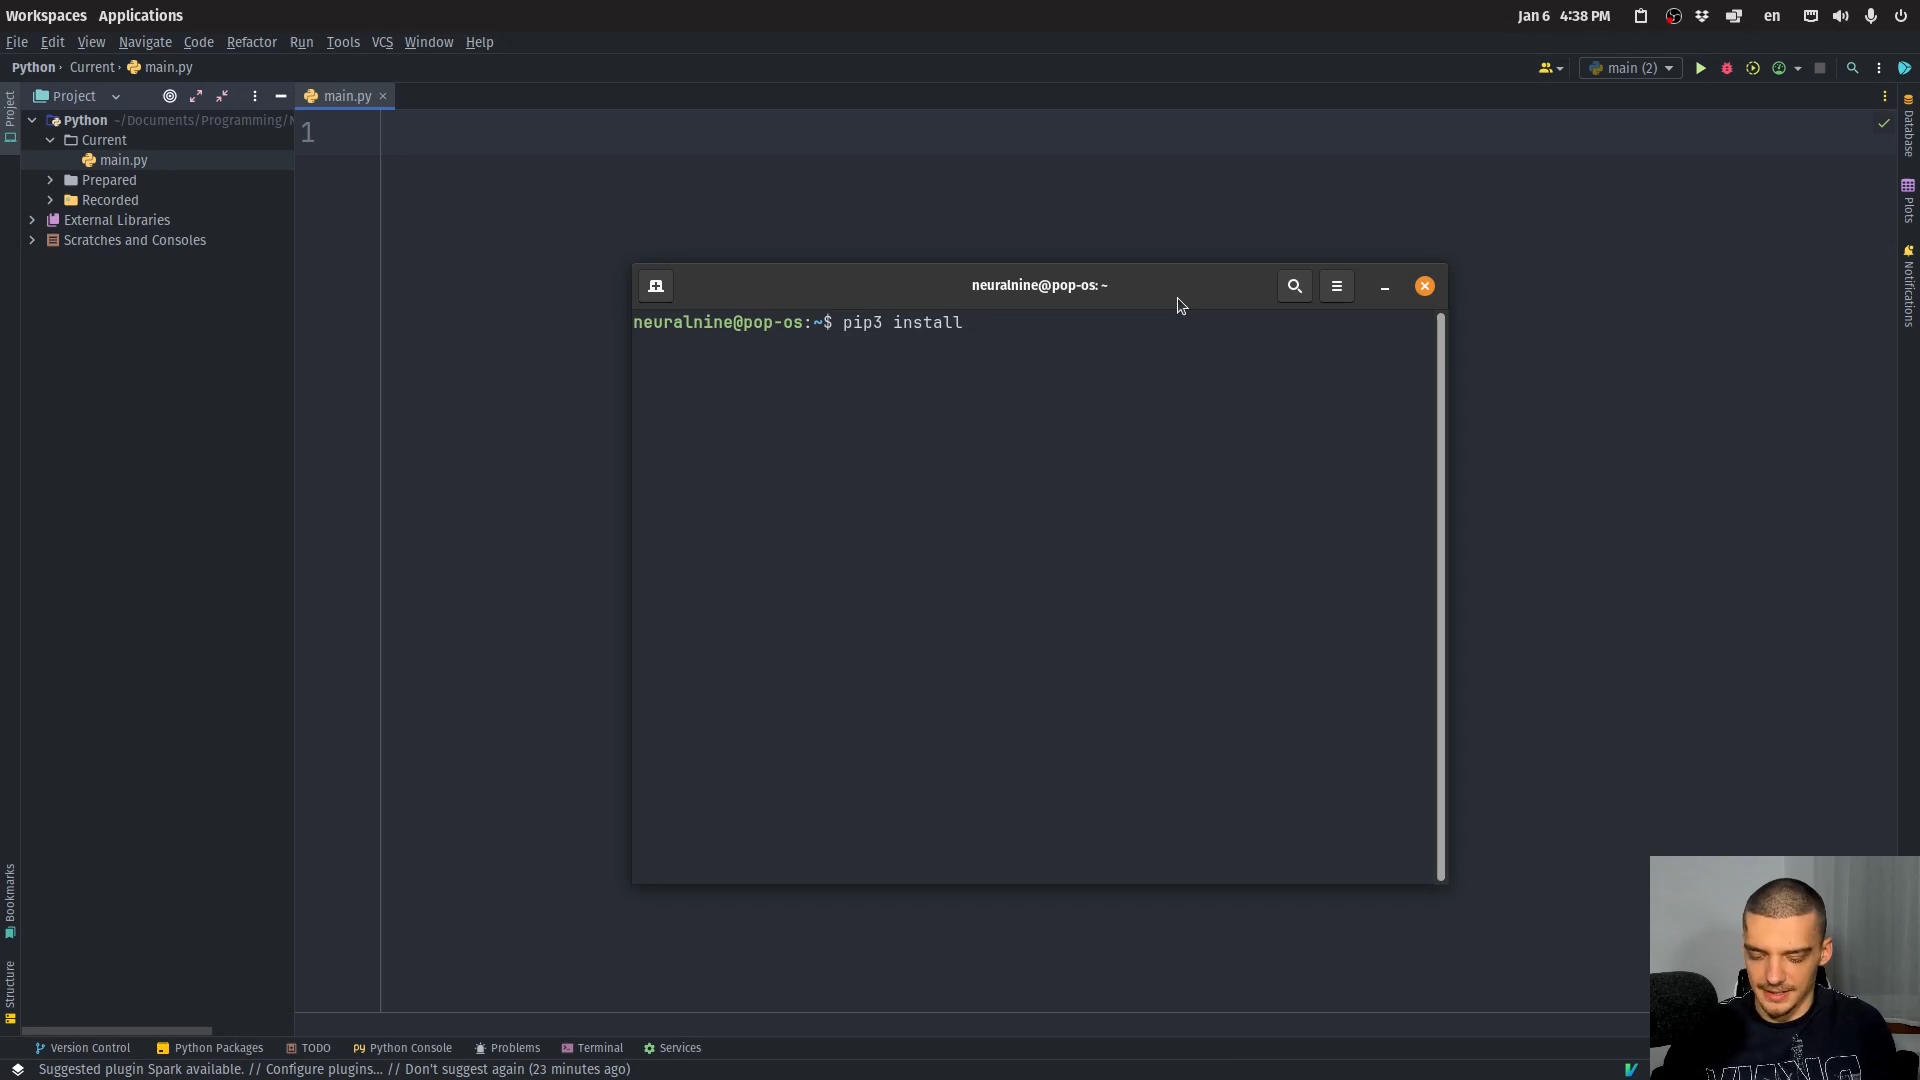 Workspaces Applications
Jan 6 4:38 PM en
File Edit View Navigate Code Refactor Run Tools VCS Window Help
Python Current main.py
main (2)
Project
main.py
Project
Python ~/Documents/Programming/N
Current
main.py
Prepared
Recorded
External Libraries
Scratches and Consoles
1
neuralnine@pop-os: ~
neuralnine@pop-os:~$ pip3 install
Database
Plots
Notifications
Bookmarks
Structure
Version Control Python Packages TODO Python Console Problems Terminal Services
Suggested plugin Spark available. // Configure plugins... // Don't suggest again (23 minutes ago)